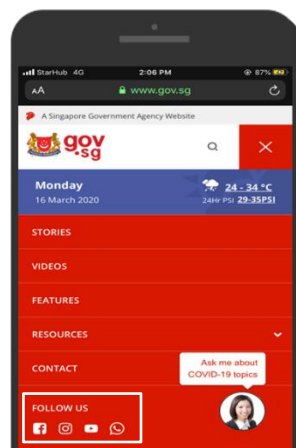 StarHub 4G 2:06 PM 87%
AA www.gov.sg
A Singapore Government Agency Website
gov
.sg
Monday 24 - 34 °C
16 March 2020 24Hr PSI 29-35PSI
STORIES
VIDEOS
FEATURES
RESOURCES
CONTACT
Ask me about
COVID-19 topics
FOLLOW US